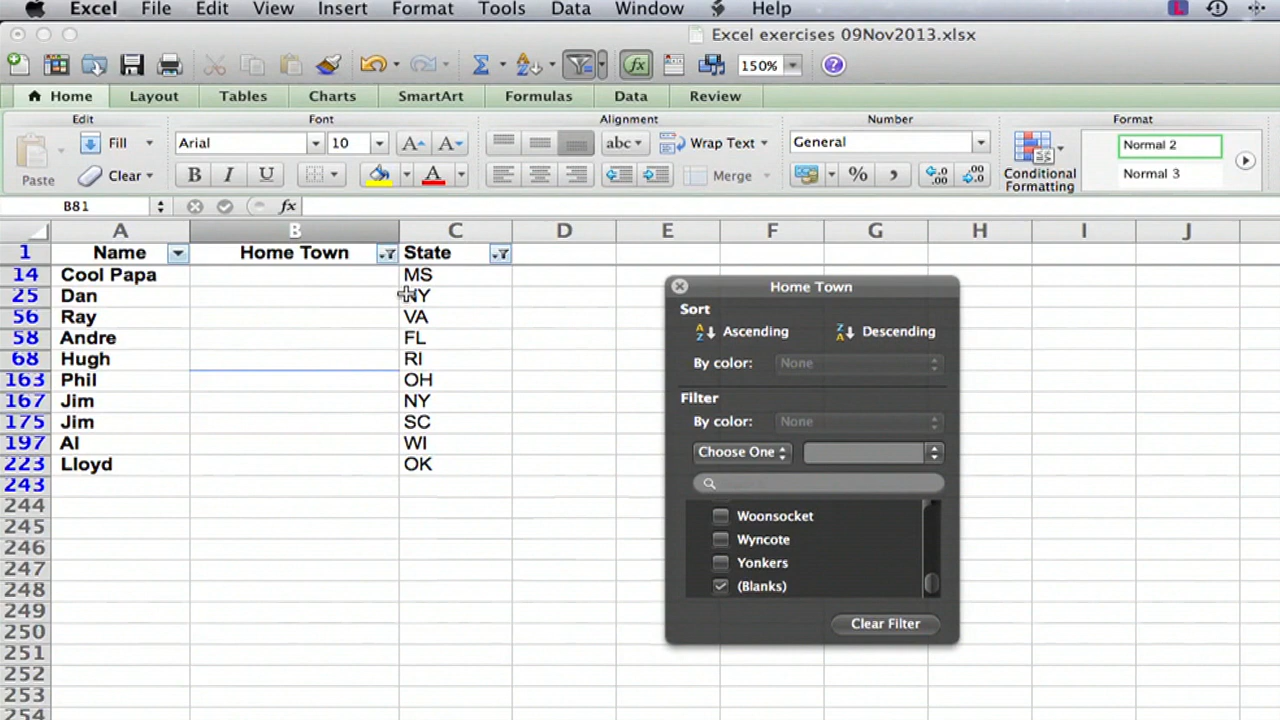 Excel File Edit View Insert Format Tools Data Window Help
Excel exercises 09Nov2013.xlsx
150%
Home Layout Tables Charts SmartArt Formulas Data Review
Edit Font Alignment Number Format
Fill Arial 10 A A abc Wrap Text General Normal 2
Paste Clear B I U A Merge % , .0 .00 .00 .0 Conditional Formatting Normal 3
B81 fx
A B C D E F G H I J
1 Name Home Town State
14 Cool Papa MS
25 Dan NY
56 Ray VA
58 Andre FL
68 Hugh RI
163 Phil OH
167 Jim NY
175 Jim SC
197 Al WI
223 Lloyd OK
243
244
245
246
247
248
249
250
251
252
253
254
Home Town
Sort
A Z Ascending Z A Descending
By color: None
Filter
By color: None
Choose One
Woonsocket
Wyncote
Yonkers
(Blanks)
Clear Filter